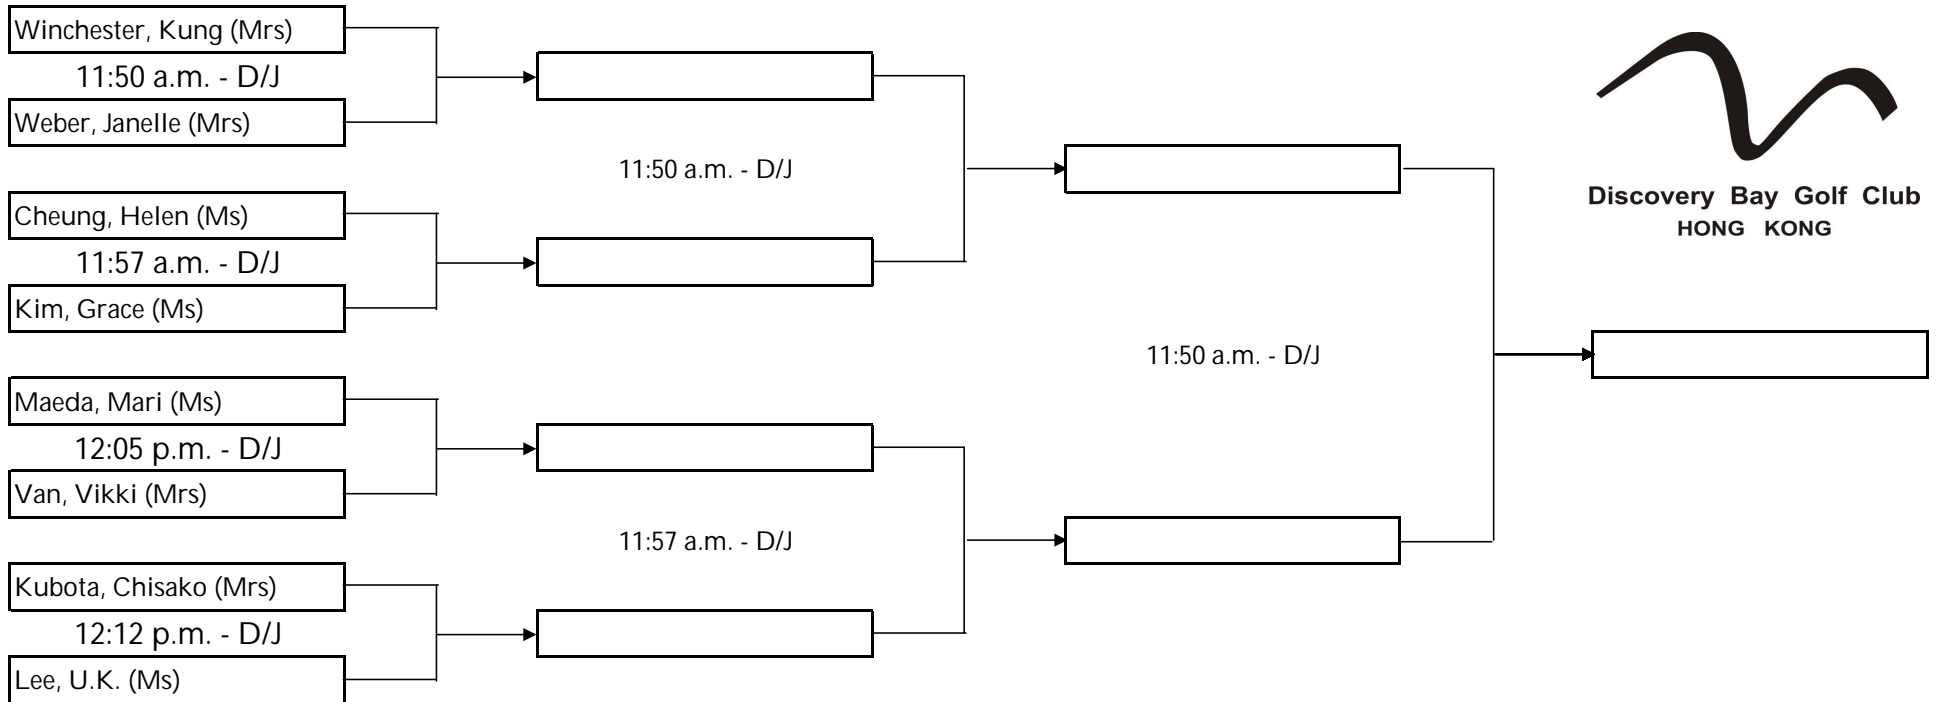 Winchester, Kung (Mrs)
11:50 a.m. - D/J
Weber, Janelle (Mrs)
Cheung, Helen (Ms)
11:57 a.m. - D/J
Kim, Grace (Ms)
Maeda, Mari (Ms)
12:05 p.m. - D/J
Van, Vikki (Mrs)
Kubota, Chisako (Mrs)
12:12 p.m. - D/J
Lee, U.K. (Ms)
11:50 a.m. - D/J
11:57 a.m. - D/J
11:50 a.m. - D/J
Discovery Bay Golf Club
HONG KONG